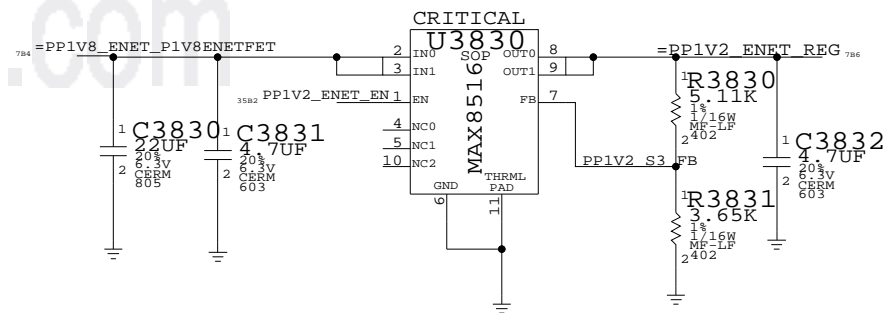 CRITICAL
U3830
SOP
MAX8516
7B4 =PP1V8_ENET_P1V8ENETFET
2 IN0
3 IN1
35B2 PP1V2_ENET_EN 1 EN
4 NC0
5 NC1
10 NC2
OUT0 8
OUT1 9
FB 7
THRML
PAD
GND
6
11
=PP1V2_ENET_REG 7B6
PP1V2_S3_FB
1 C3830
22UF
20%
6.3V
2 CERM
805
1 C3831
4.7UF
20%
6.3V
2 CERM
603
1 R3830
5.11K
1%
1/16W
MF-LF
2 402
1 R3831
3.65K
1%
1/16W
MF-LF
2 402
1 C3832
4.7UF
20%
6.3V
2 CERM
603
.com